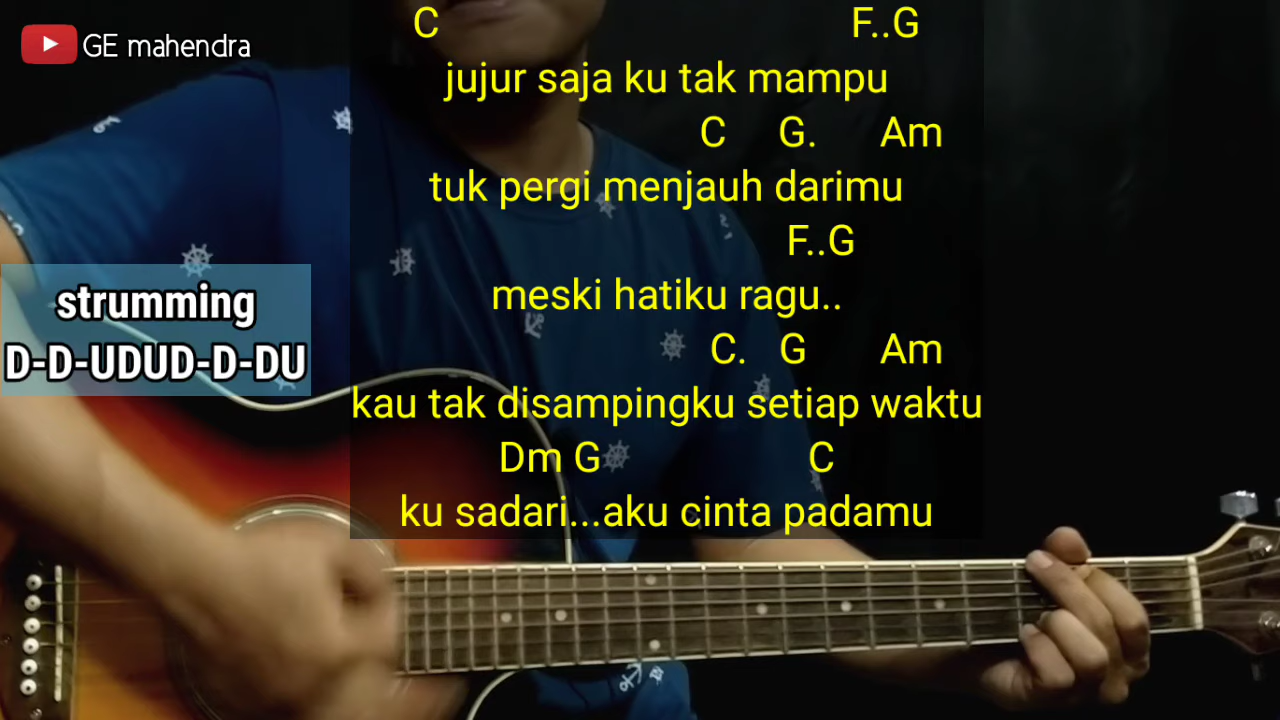 GE mahendra
C F..G
jujur saja ku tak mampu
C G. Am
tuk pergi menjauh darimu
F..G
meski hatiku ragu..
C. G Am
kau tak disampingku setiap waktu
Dm G C
ku sadari...aku cinta padamu
strumming
D-D-UDUD-D-DU